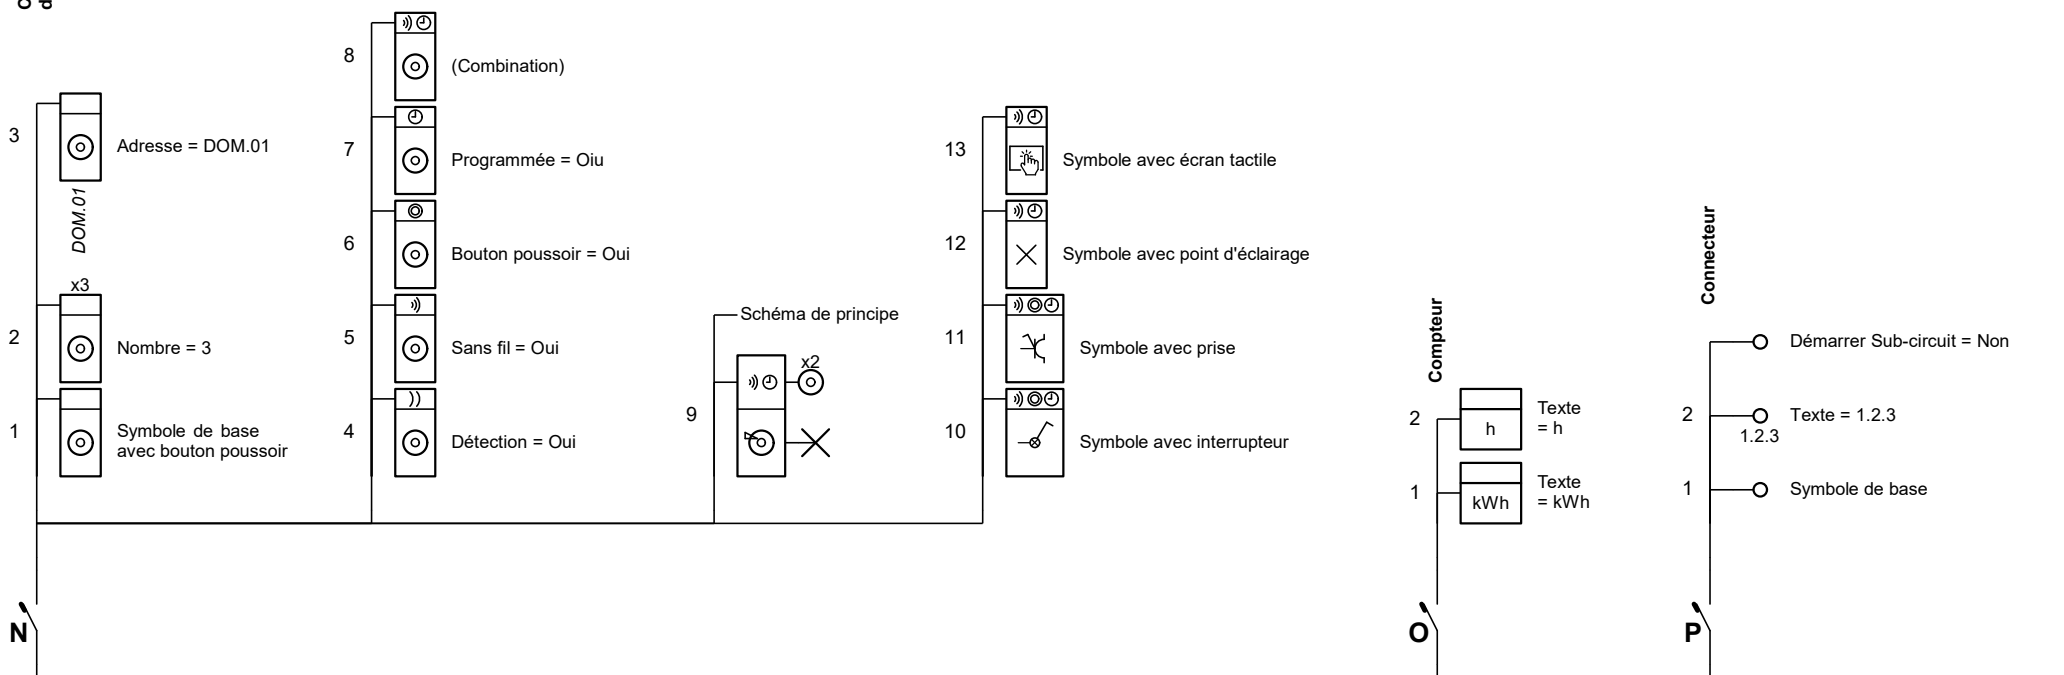 8
(Combination)
3
Adresse = DOM.01
DOM.01
7
Programmée = Oiu
13
Symbole avec écran tactile
6
Bouton poussoir = Oui
12
Symbole avec point d'éclairage
x3
2
Nombre = 3
5
Sans fil = Oui
Schéma de principe
x2
9
11
Symbole avec prise
1
Symbole de base
avec bouton poussoir
4
Détection = Oui
10
Symbole avec interrupteur
N
Compteur
2
h
Texte
= h
1
kWh
Texte
= kWh
O
Connecteur
Démarrer Sub-circuit = Non
2
Texte = 1.2.3
1.2.3
1
Symbole de base
P